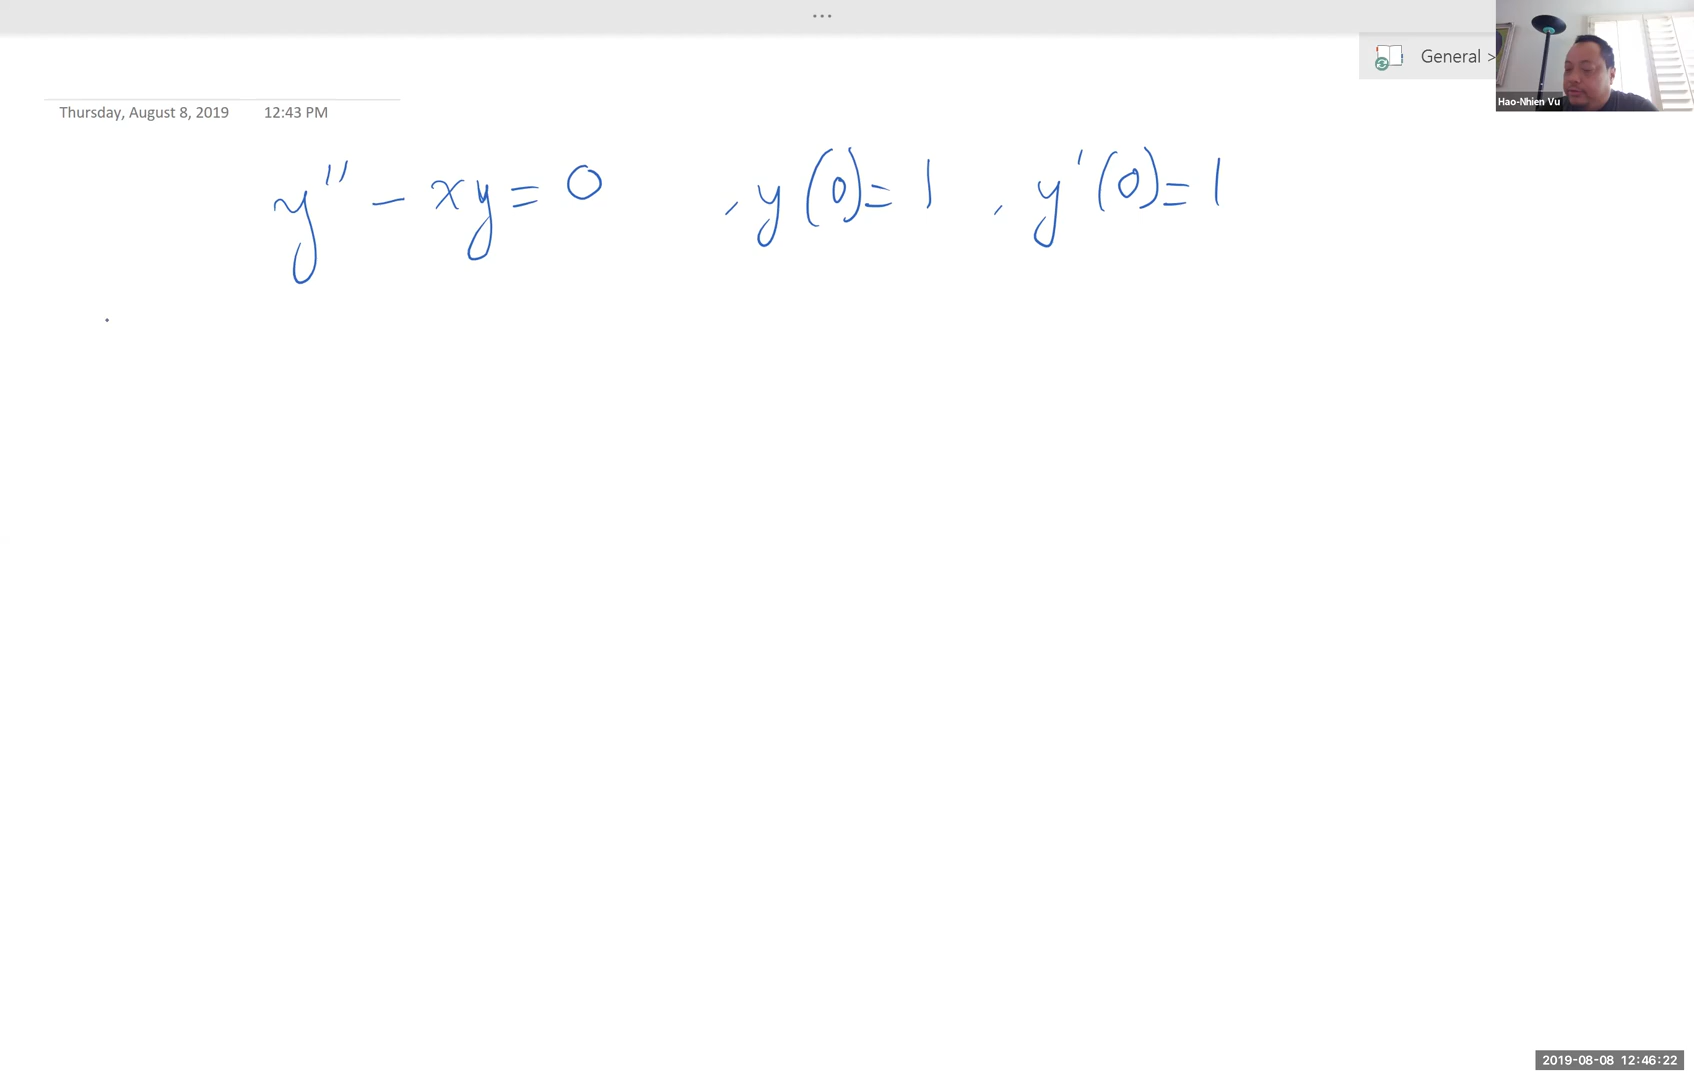 ...
General >
Hao-Nhien Vu
Thursday, August 8, 2019 12:43 PM
y'' - xy = 0 , y(0) = 1 , y'(0) = 1
2019-08-08 12:46:22